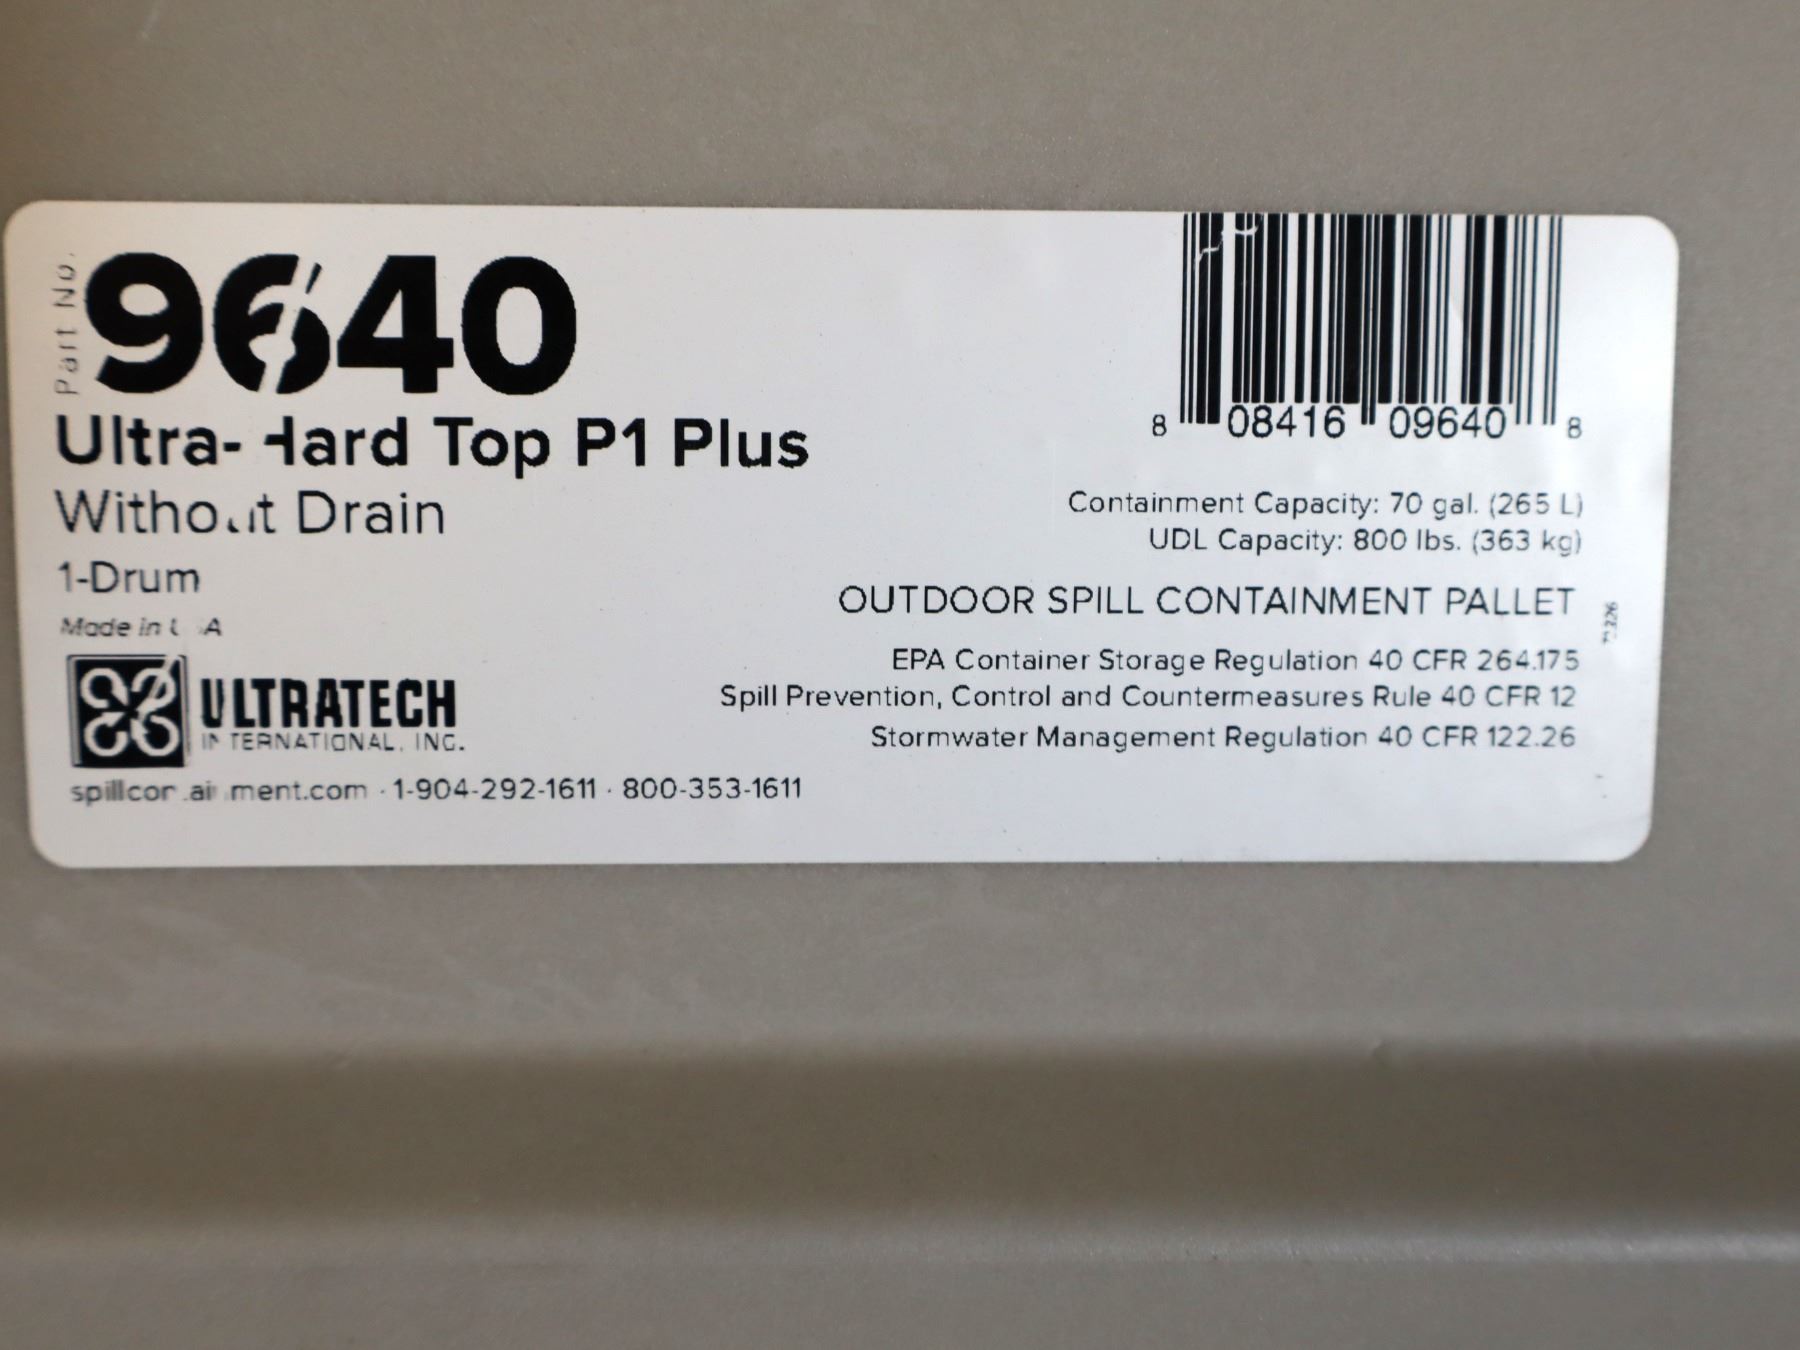 Part No.
9640
Ultra-Hard Top P1 Plus
Without Drain
1-Drum
Made in USA
ULTRATECH
INTERNATIONAL, INC.
spillcontainment.com · 1-904-292-1611 · 800-353-1611
8 08416 09640 8
Containment Capacity: 70 gal. (265 L)
UDL Capacity: 800 lbs. (363 kg)
OUTDOOR SPILL CONTAINMENT PALLET
EPA Container Storage Regulation 40 CFR 264.175
Spill Prevention, Control and Countermeasures Rule 40 CFR 12
Stormwater Management Regulation 40 CFR 122.26